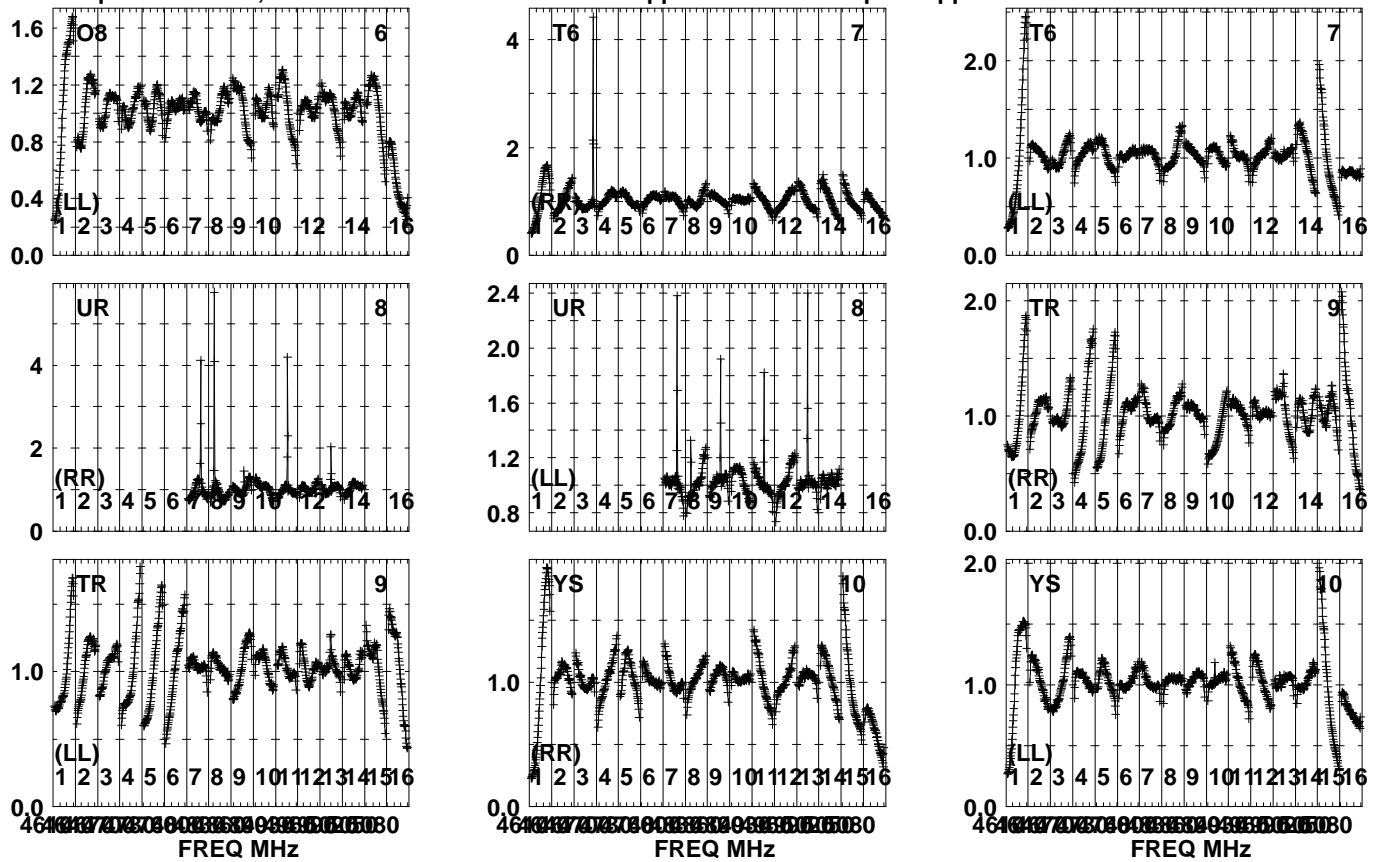 1.6 O8 6
1.2
0.8
0.4 (LL)
0.0 1 2 3 4 5 6 7 8 9 10 12 14 16
4 T6 7
2
(RR)
0 1 2 3 4 5 6 7 8 9 10 12 14 16
T6 7
2.0
1.0
(LL)
0.0 1 2 3 4 5 6 7 8 9 10 12 14 16
UR 8
4
2
(RR)
0 1 2 3 4 5 6 7 8 9 10 12 14 16
2.4 UR 8
2.0
1.6
1.2
(LL)
0.8 1 2 3 4 5 6 7 8 9 10 12 14 16
2.0 TR 9
1.0
(RR)
0.0 1 2 3 4 5 6 7 8 9 10 12 14 16
TR 9
1.0
(LL)
0.0 1 2 3 4 5 6 7 8 9 10 11 12 13 14 15 16
FREQ MHz
YS 10
1.0
(RR)
0.0 1 2 3 4 5 6 7 8 9 10 11 12 13 14 15 16
FREQ MHz
2.0 YS 10
1.0
(LL)
0.0 1 2 3 4 5 6 7 8 9 10 11 12 13 14 15 16
FREQ MHz